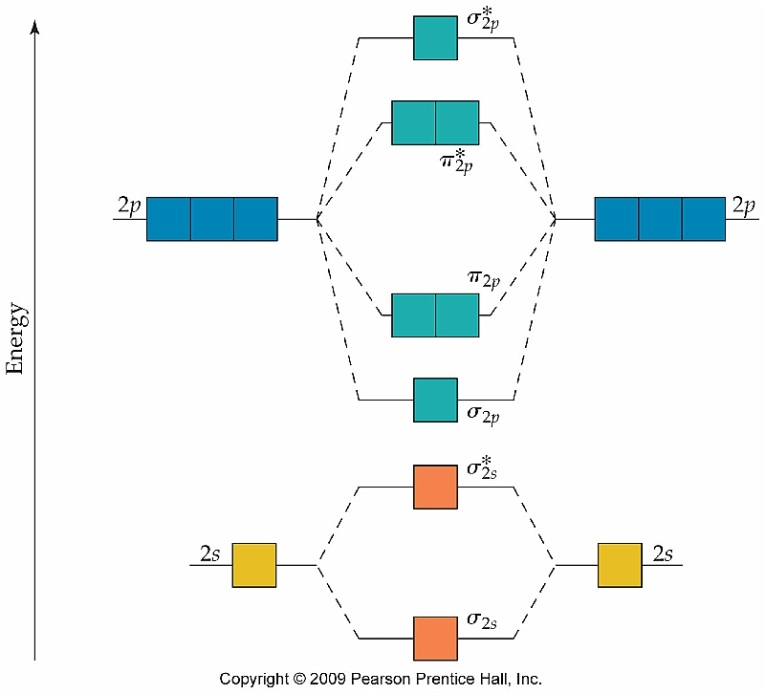 σ*2p
π*2p
2p
2p
π2p
Energy
σ2p
σ*2s
2s
2s
σ2s
Copyright © 2009 Pearson Prentice Hall, Inc.